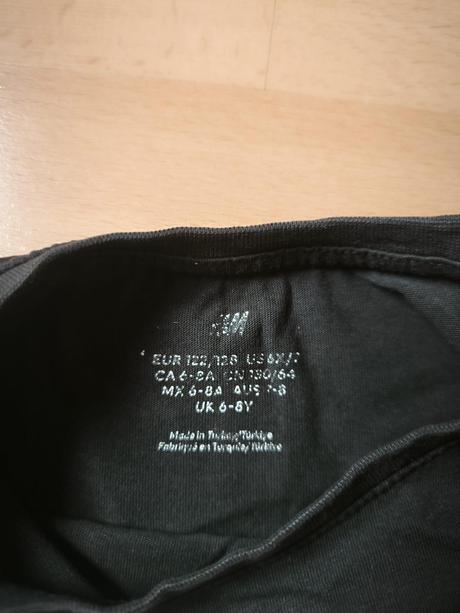 H&M
EUR 122/128 US 6X/7
CA 6-8A CN 130/64
MX 6-8A AUS 7-8
UK 6-8Y
Made in Turkey/Türkiye
Fabriqué en Turquie/Türkiye